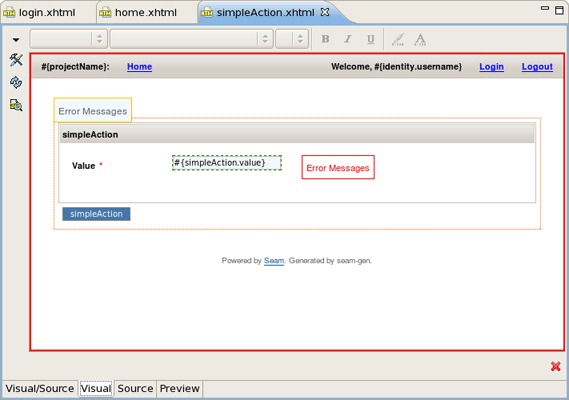 login.xhtml home.xhtml simpleAction.xhtml
B I U A
#{projectName}: Home Welcome, #{identity.username} Login Logout
Error Messages
simpleAction
Value * #{simpleAction.value} Error Messages
simpleAction
Powered by Seam. Generated by seam-gen.
Visual/Source Visual Source Preview